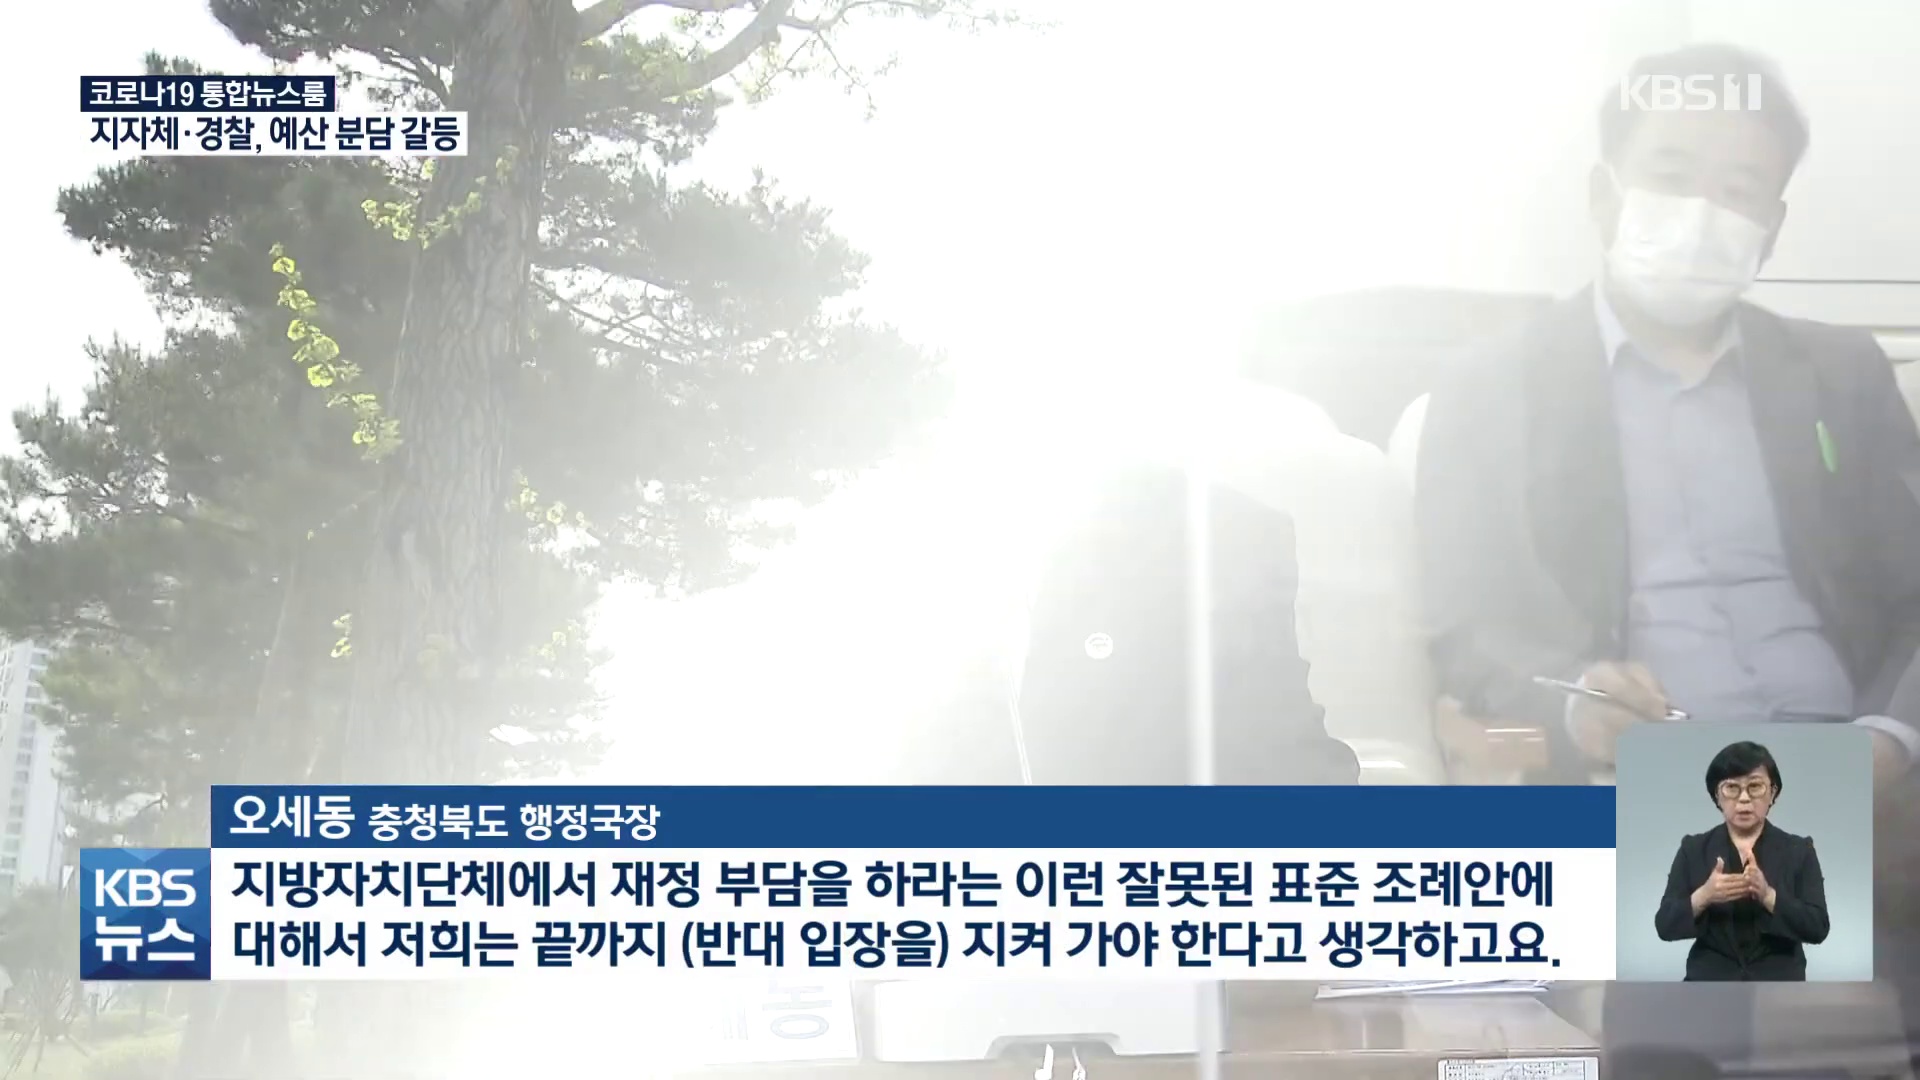 코로나19 통합뉴스룸
지자체·경찰, 예산 분담 갈등
KBS 1
오세동 충청북도 행정국장
KBS
뉴스
지방자치단체에서 재정 부담을 하라는 이런 잘못된 표준 조례안에
대해서 저희는 끝까지 (반대 입장을) 지켜 가야 한다고 생각하고요.